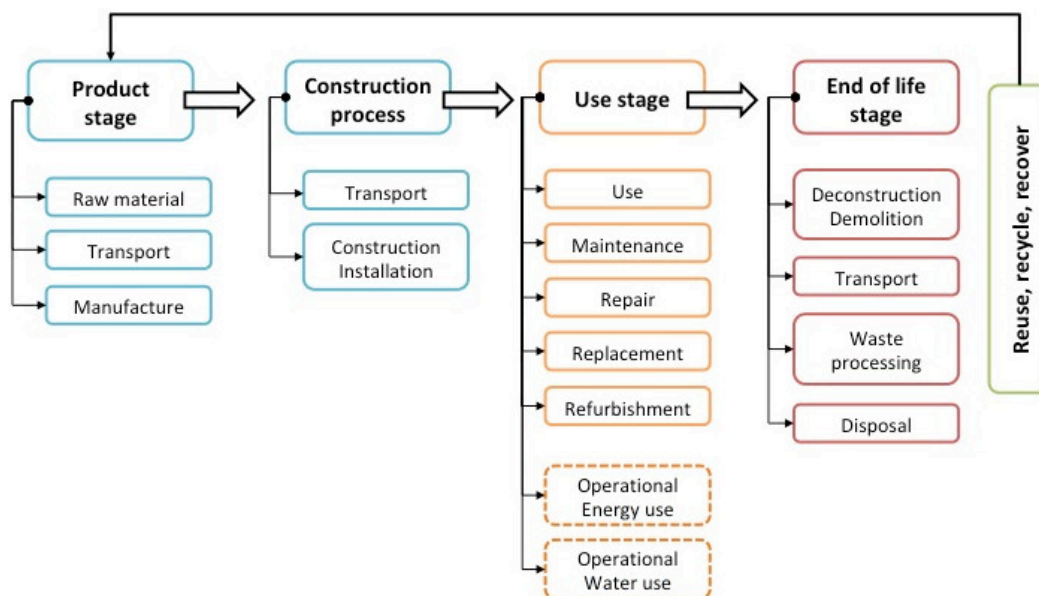 Product
stage
Raw material
Transport
Manufacture
Construction
process
Transport
Construction
Installation
Use stage
Use
Maintenance
Repair
Replacement
Refurbishment
Operational
Energy use
Operational
Water use
End of life
stage
Deconstruction
Demolition
Transport
Waste
processing
Disposal
Reuse, recycle, recover